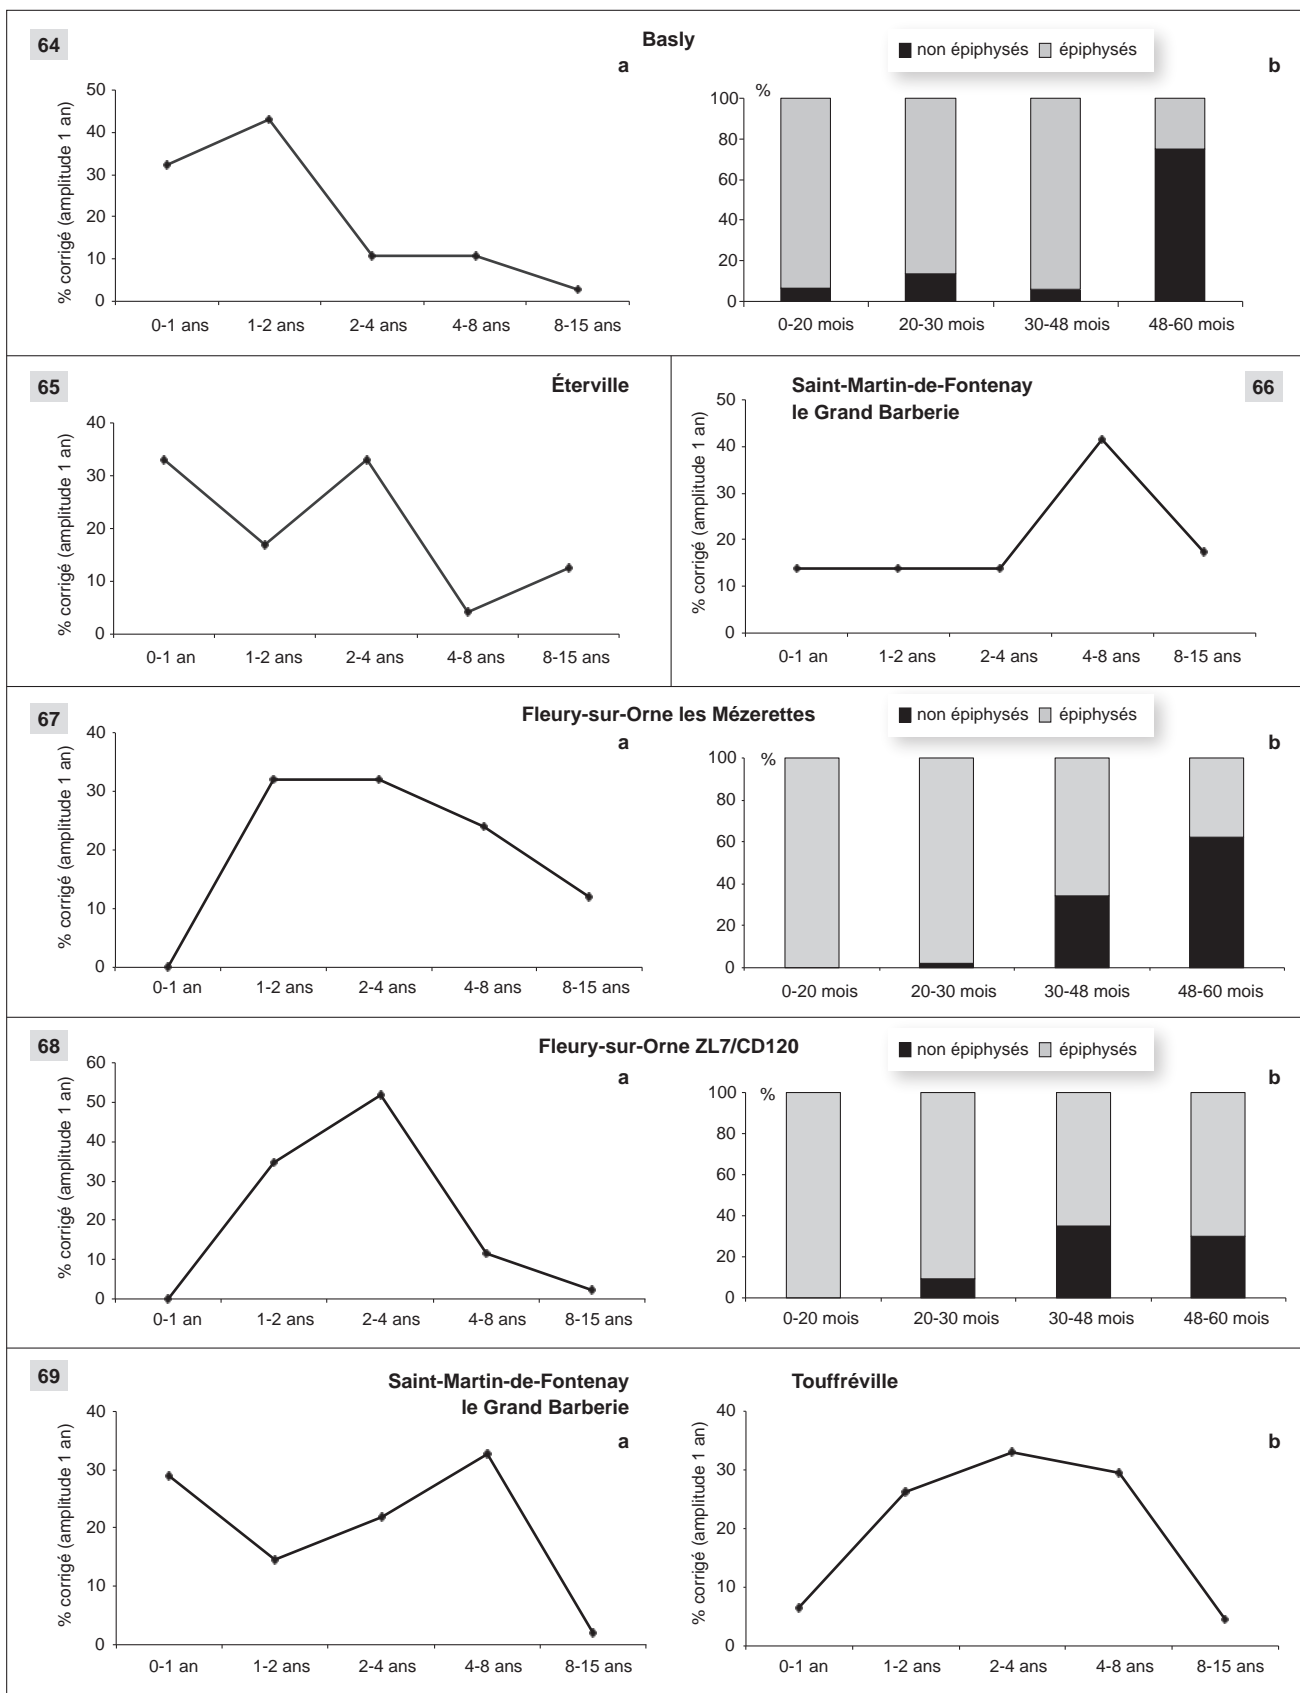 64
Basly
non épiphysés
épiphysés
a
b
% corrigé (amplitude 1 an)
50
40
30
20
10
0
0-1 ans
1-2 ans
2-4 ans
4-8 ans
8-15 ans
%
100
80
60
40
20
0
0-20 mois
20-30 mois
30-48 mois
48-60 mois
65
Éterville
% corrigé (amplitude 1 an)
40
30
20
10
0
0-1 an
1-2 ans
2-4 ans
4-8 ans
8-15 ans
Saint-Martin-de-Fontenay
le Grand Barberie
66
% corrigé (amplitude 1 an)
50
40
30
20
10
0
0-1 an
1-2 ans
2-4 ans
4-8 ans
8-15 ans
67
Fleury-sur-Orne les Mézerettes
non épiphysés
épiphysés
a
b
% corrigé (amplitude 1 an)
40
30
20
10
0
0-1 an
1-2 ans
2-4 ans
4-8 ans
8-15 ans
%
100
80
60
40
20
0
0-20 mois
20-30 mois
30-48 mois
48-60 mois
68
Fleury-sur-Orne ZL7/CD120
non épiphysés
épiphysés
a
b
% corrigé (amplitude 1 an)
60
50
40
30
20
10
0
0-1 an
1-2 ans
2-4 ans
4-8 ans
8-15 ans
%
100
80
60
40
20
0
0-20 mois
20-30 mois
30-48 mois
48-60 mois
69
Saint-Martin-de-Fontenay
le Grand Barberie
a
% corrigé (amplitude 1 an)
40
30
20
10
0
0-1 an
1-2 ans
2-4 ans
4-8 ans
8-15 ans
Touffréville
b
% corrigé (amplitude 1 an)
40
30
20
10
0
0-1 an
1-2 ans
2-4 ans
4-8 ans
8-15 ans